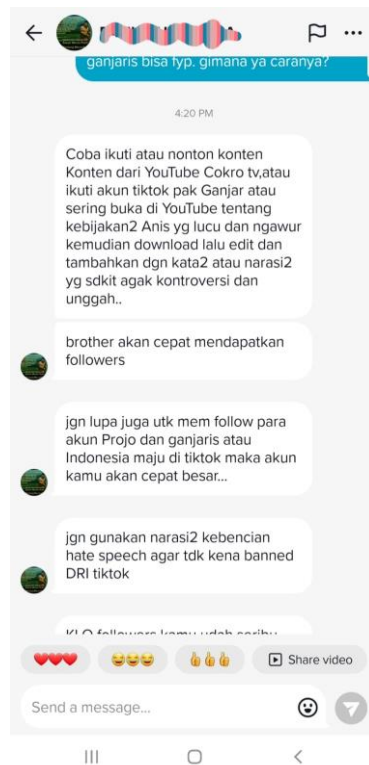 ganjaris bisa fyp. gimana ya caranya?
4:20 PM
Coba ikuti atau nonton konten
Konten dari YouTube Cokro tv,atau
ikuti akun tiktok pak Ganjar atau
sering buka di YouTube tentang
kebijakan2 Anis yg lucu dan ngawur
kemudian download lalu edit dan
tambahkan dgn kata2 atau narasi2
yg sdkit agak kontroversi dan
unggah..
brother akan cepat mendapatkan
followers
jgn lupa juga utk mem follow para
akun Projo dan ganjaris atau
Indonesia maju di tiktok maka akun
kamu akan cepat besar...
jgn gunakan narasi2 kebencian
hate speech agar tdk kena banned
DRI tiktok
KLO followers kamu udah seribu
Share video
Send a message...